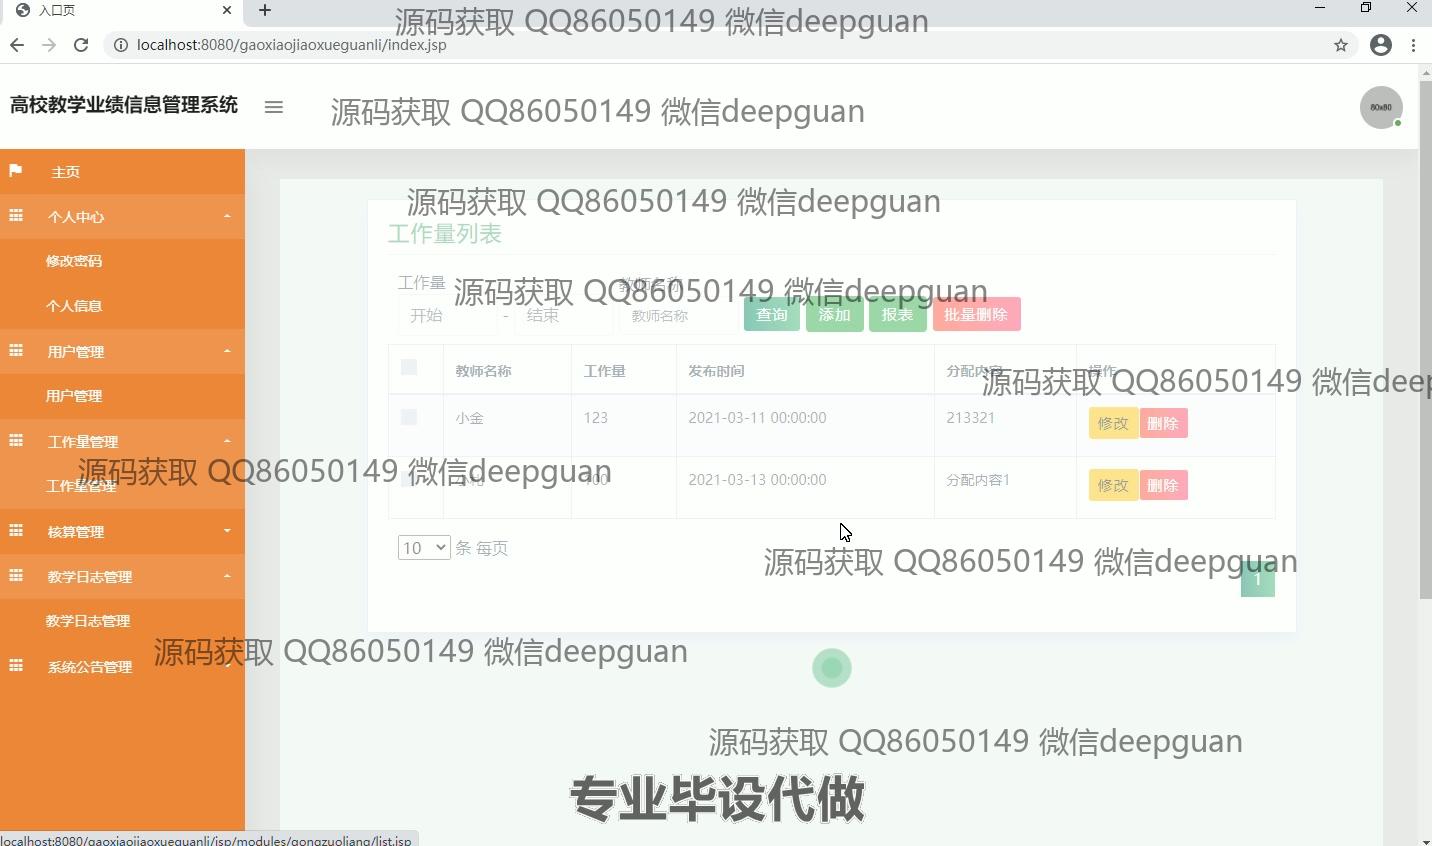 入口页
源码获取 QQ86050149 微信deepguan
localhost:8080/gaoxiaojiaoxueguanli/index.jsp
高校教学业绩信息管理系统
源码获取 QQ86050149 微信deepguan
80x80
主页
个人中心
修改密码
个人信息
用户管理
用户管理
工作量管理
工作量管理
核算管理
教学日志管理
教学日志管理
系统公告管理
源码获取 QQ86050149 微信deepguan
工作量列表
工作量 教师名称
源码获取 QQ86050149 微信deepguan
开始 - 结束 教师名称 查询 添加 报表 批量删除
教师名称 工作量 发布时间 分配内容 操作
源码获取 QQ86050149 微信deep
小金 123 2021-03-11 00:00:00 213321 修改 删除
源码获取 QQ86050149 微信deepguan
2021-03-13 00:00:00 分配内容1 修改 删除
10 条 每页
源码获取 QQ86050149 微信deepguan
1
源码获取 QQ86050149 微信deepguan
源码获取 QQ86050149 微信deepguan
专业毕设代做
localhost:8080/gaoxiaojiaoxueguanli/jsp/modules/gongzuoliang/list.jsp